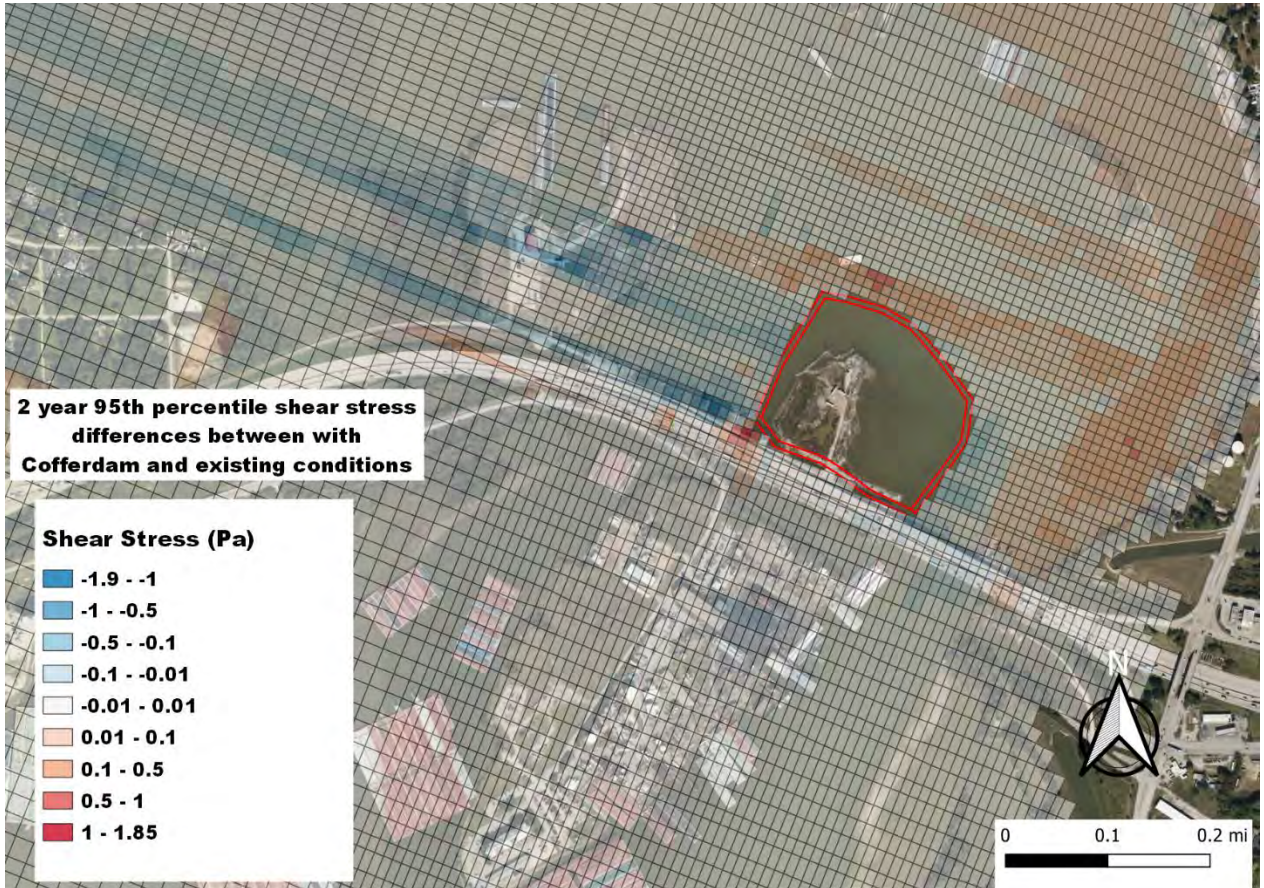 2 year 95th percentile shear stress
differences between with
Cofferdam and existing conditions
Shear Stress (Pa)
-1.9 - -1
-1 - -0.5
-0.5 - -0.1
-0.1 - -0.01
-0.01 - 0.01
0.01 - 0.1
0.1 - 0.5
0.5 - 1
1 - 1.85
N
0 0.1 0.2 mi